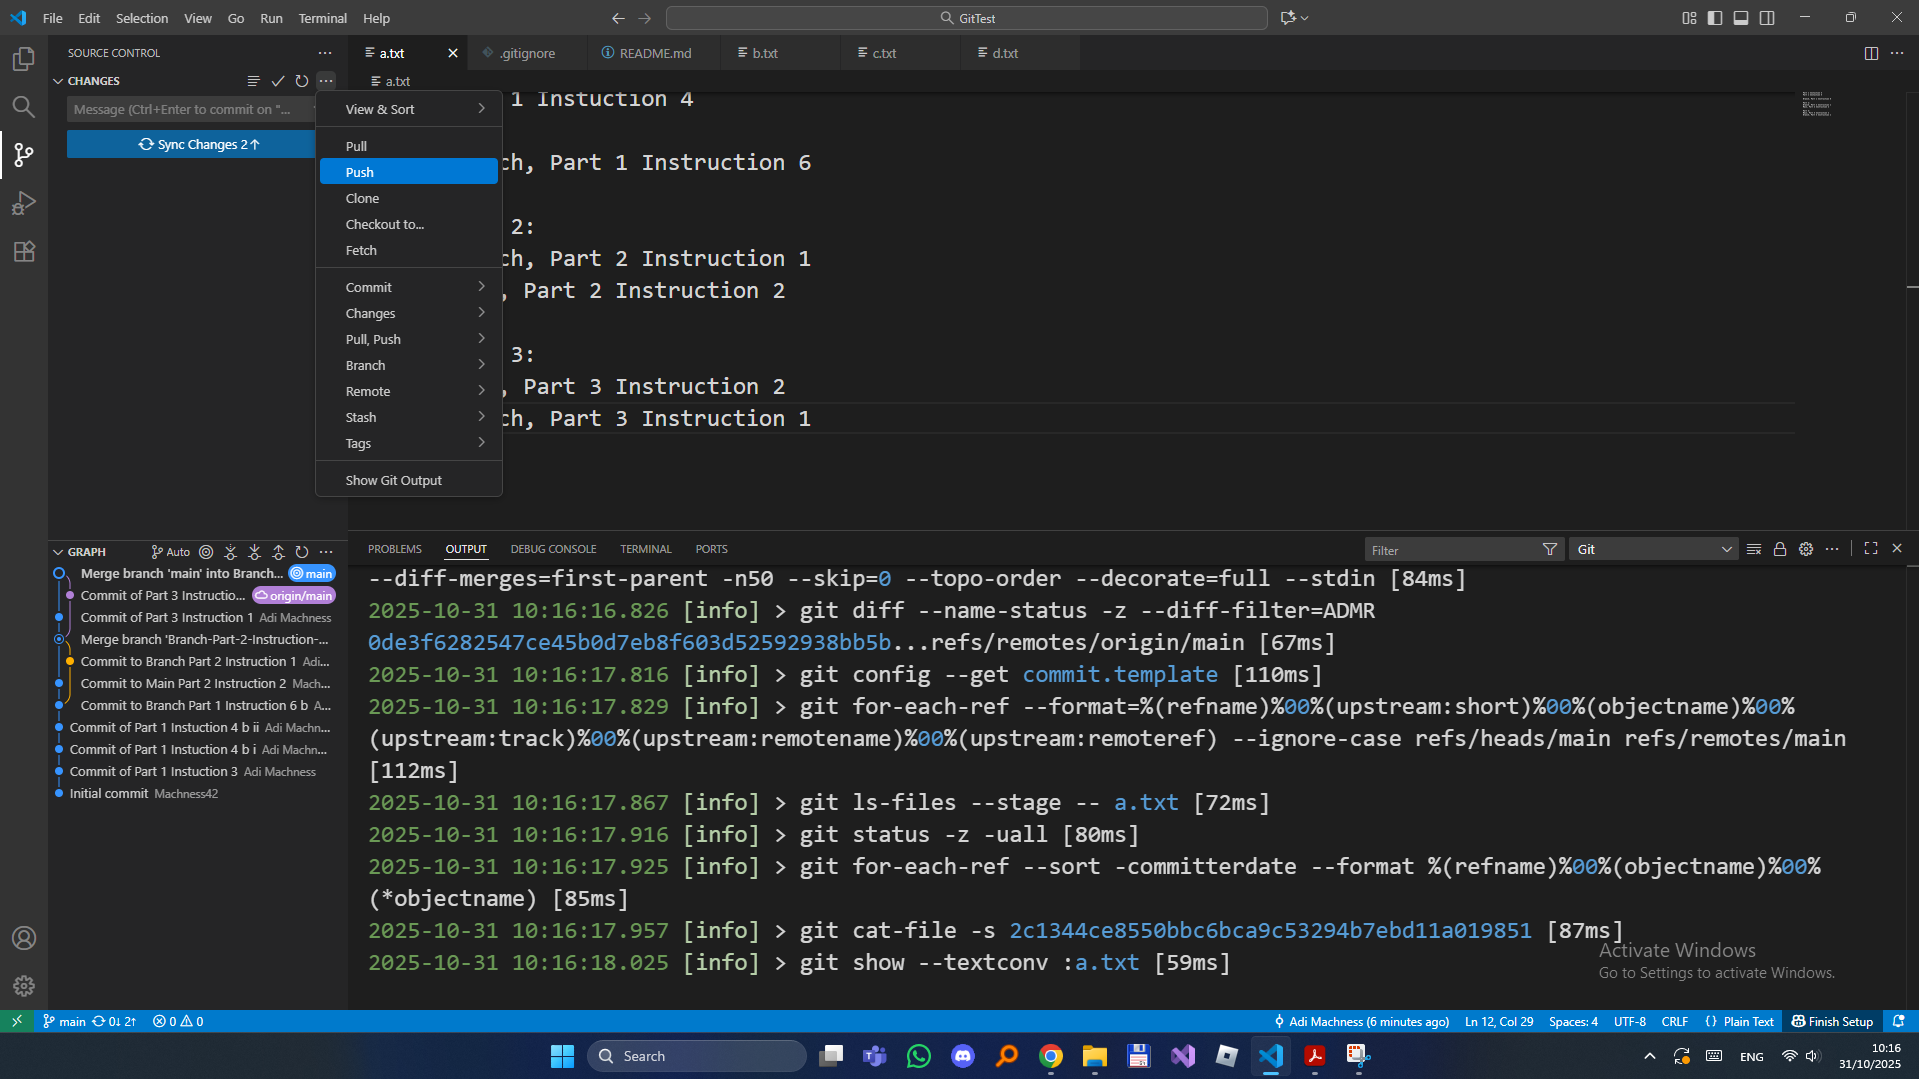 File Edit Selection View Go Run Terminal Help
GitTest
SOURCE CONTROL
a.txt
.gitignore
README.md
b.txt
c.txt
d.txt
CHANGES
a.txt
Message (Ctrl+Enter to commit on "...
Sync Changes 2↑
View & Sort
Pull
Push
Clone
Checkout to...
Fetch
Commit
Changes
Pull, Push
Branch
Remote
Stash
Tags
Show Git Output
1 Instuction 4
ch, Part 1 Instruction 6
2:
ch, Part 2 Instruction 1
, Part 2 Instruction 2
3:
, Part 3 Instruction 2
ch, Part 3 Instruction 1
GRAPH
Auto
Merge branch 'main' into Branch... main
Commit of Part 3 Instructio... origin/main
Commit of Part 3 Instruction 1 Adi Machness
Merge branch 'Branch-Part-2-Instruction-...
Commit to Branch Part 2 Instruction 1 Adi...
Commit to Main Part 2 Instruction 2 Mach...
Commit to Branch Part 1 Instruction 6 b A...
Commit of Part 1 Instuction 4 b ii Adi Machn...
Commit of Part 1 Instuction 4 b i Adi Machn...
Commit of Part 1 Instuction 3 Adi Machness
Initial commit Machness42
PROBLEMS OUTPUT DEBUG CONSOLE TERMINAL PORTS
Filter
Git
--diff-merges=first-parent -n50 --skip=0 --topo-order --decorate=full --stdin [84ms]
2025-10-31 10:16:16.826 [info] > git diff --name-status -z --diff-filter=ADMR
0de3f6282547ce45b0d7eb8f603d52592938bb5b...refs/remotes/origin/main [67ms]
2025-10-31 10:16:17.816 [info] > git config --get commit.template [110ms]
2025-10-31 10:16:17.829 [info] > git for-each-ref --format=%(refname)%00%(upstream:short)%00%(objectname)%00%
(upstream:track)%00%(upstream:remotename)%00%(upstream:remoteref) --ignore-case refs/heads/main refs/remotes/main
[112ms]
2025-10-31 10:16:17.867 [info] > git ls-files --stage -- a.txt [72ms]
2025-10-31 10:16:17.916 [info] > git status -z -uall [80ms]
2025-10-31 10:16:17.925 [info] > git for-each-ref --sort -committerdate --format %(refname)%00%(objectname)%00%
(*objectname) [85ms]
2025-10-31 10:16:17.957 [info] > git cat-file -s 2c1344ce8550bbc6bca9c53294b7ebd11a019851 [87ms]
2025-10-31 10:16:18.025 [info] > git show --textconv :a.txt [59ms]
Activate Windows
Go to Settings to activate Windows.
main 0↓ 2↑ 0 0
Adi Machness (6 minutes ago) Ln 12, Col 29 Spaces: 4 UTF-8 CRLF {} Plain Text Finish Setup
Search
ENG
10:16
31/10/2025